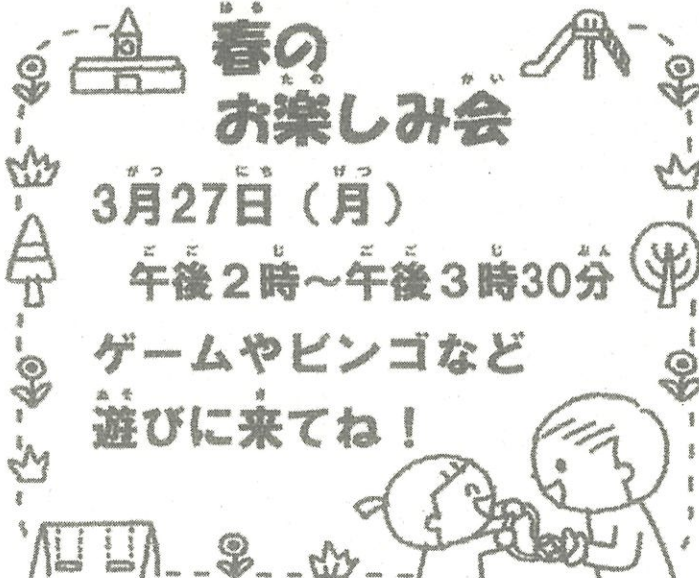 春の
お楽しみ会
3月27日（月）
午後2時～午後3時30分
ゲームやビンゴなど
遊びに来てね！